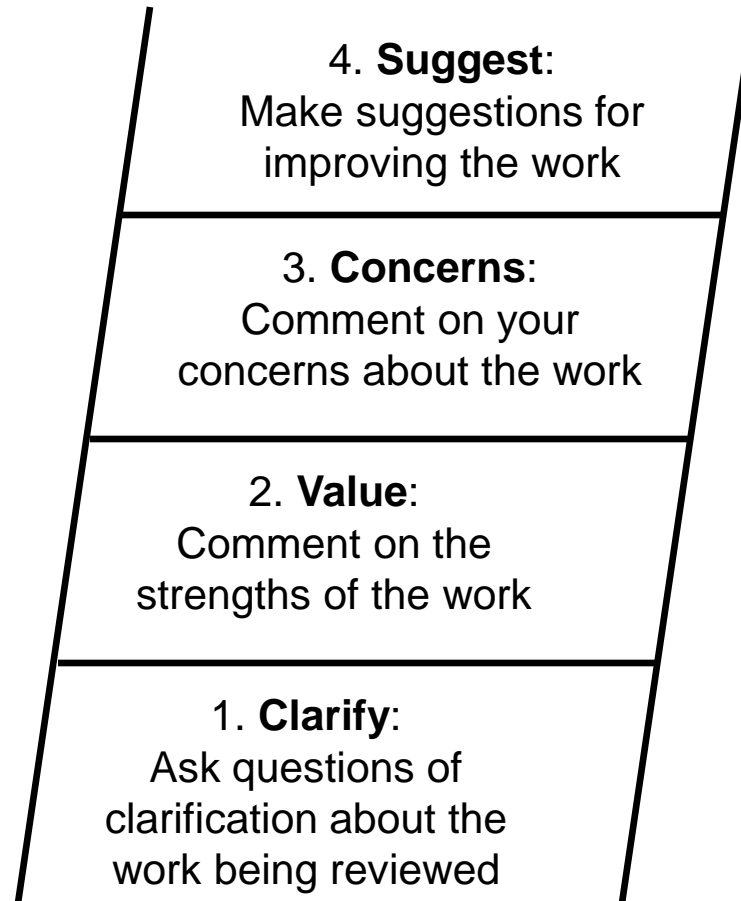 4. Suggest:
Make suggestions for
improving the work
3. Concerns:
Comment on your
concerns about the work
2. Value:
Comment on the
strengths of the work
1. Clarify:
Ask questions of
clarification about the
work being reviewed